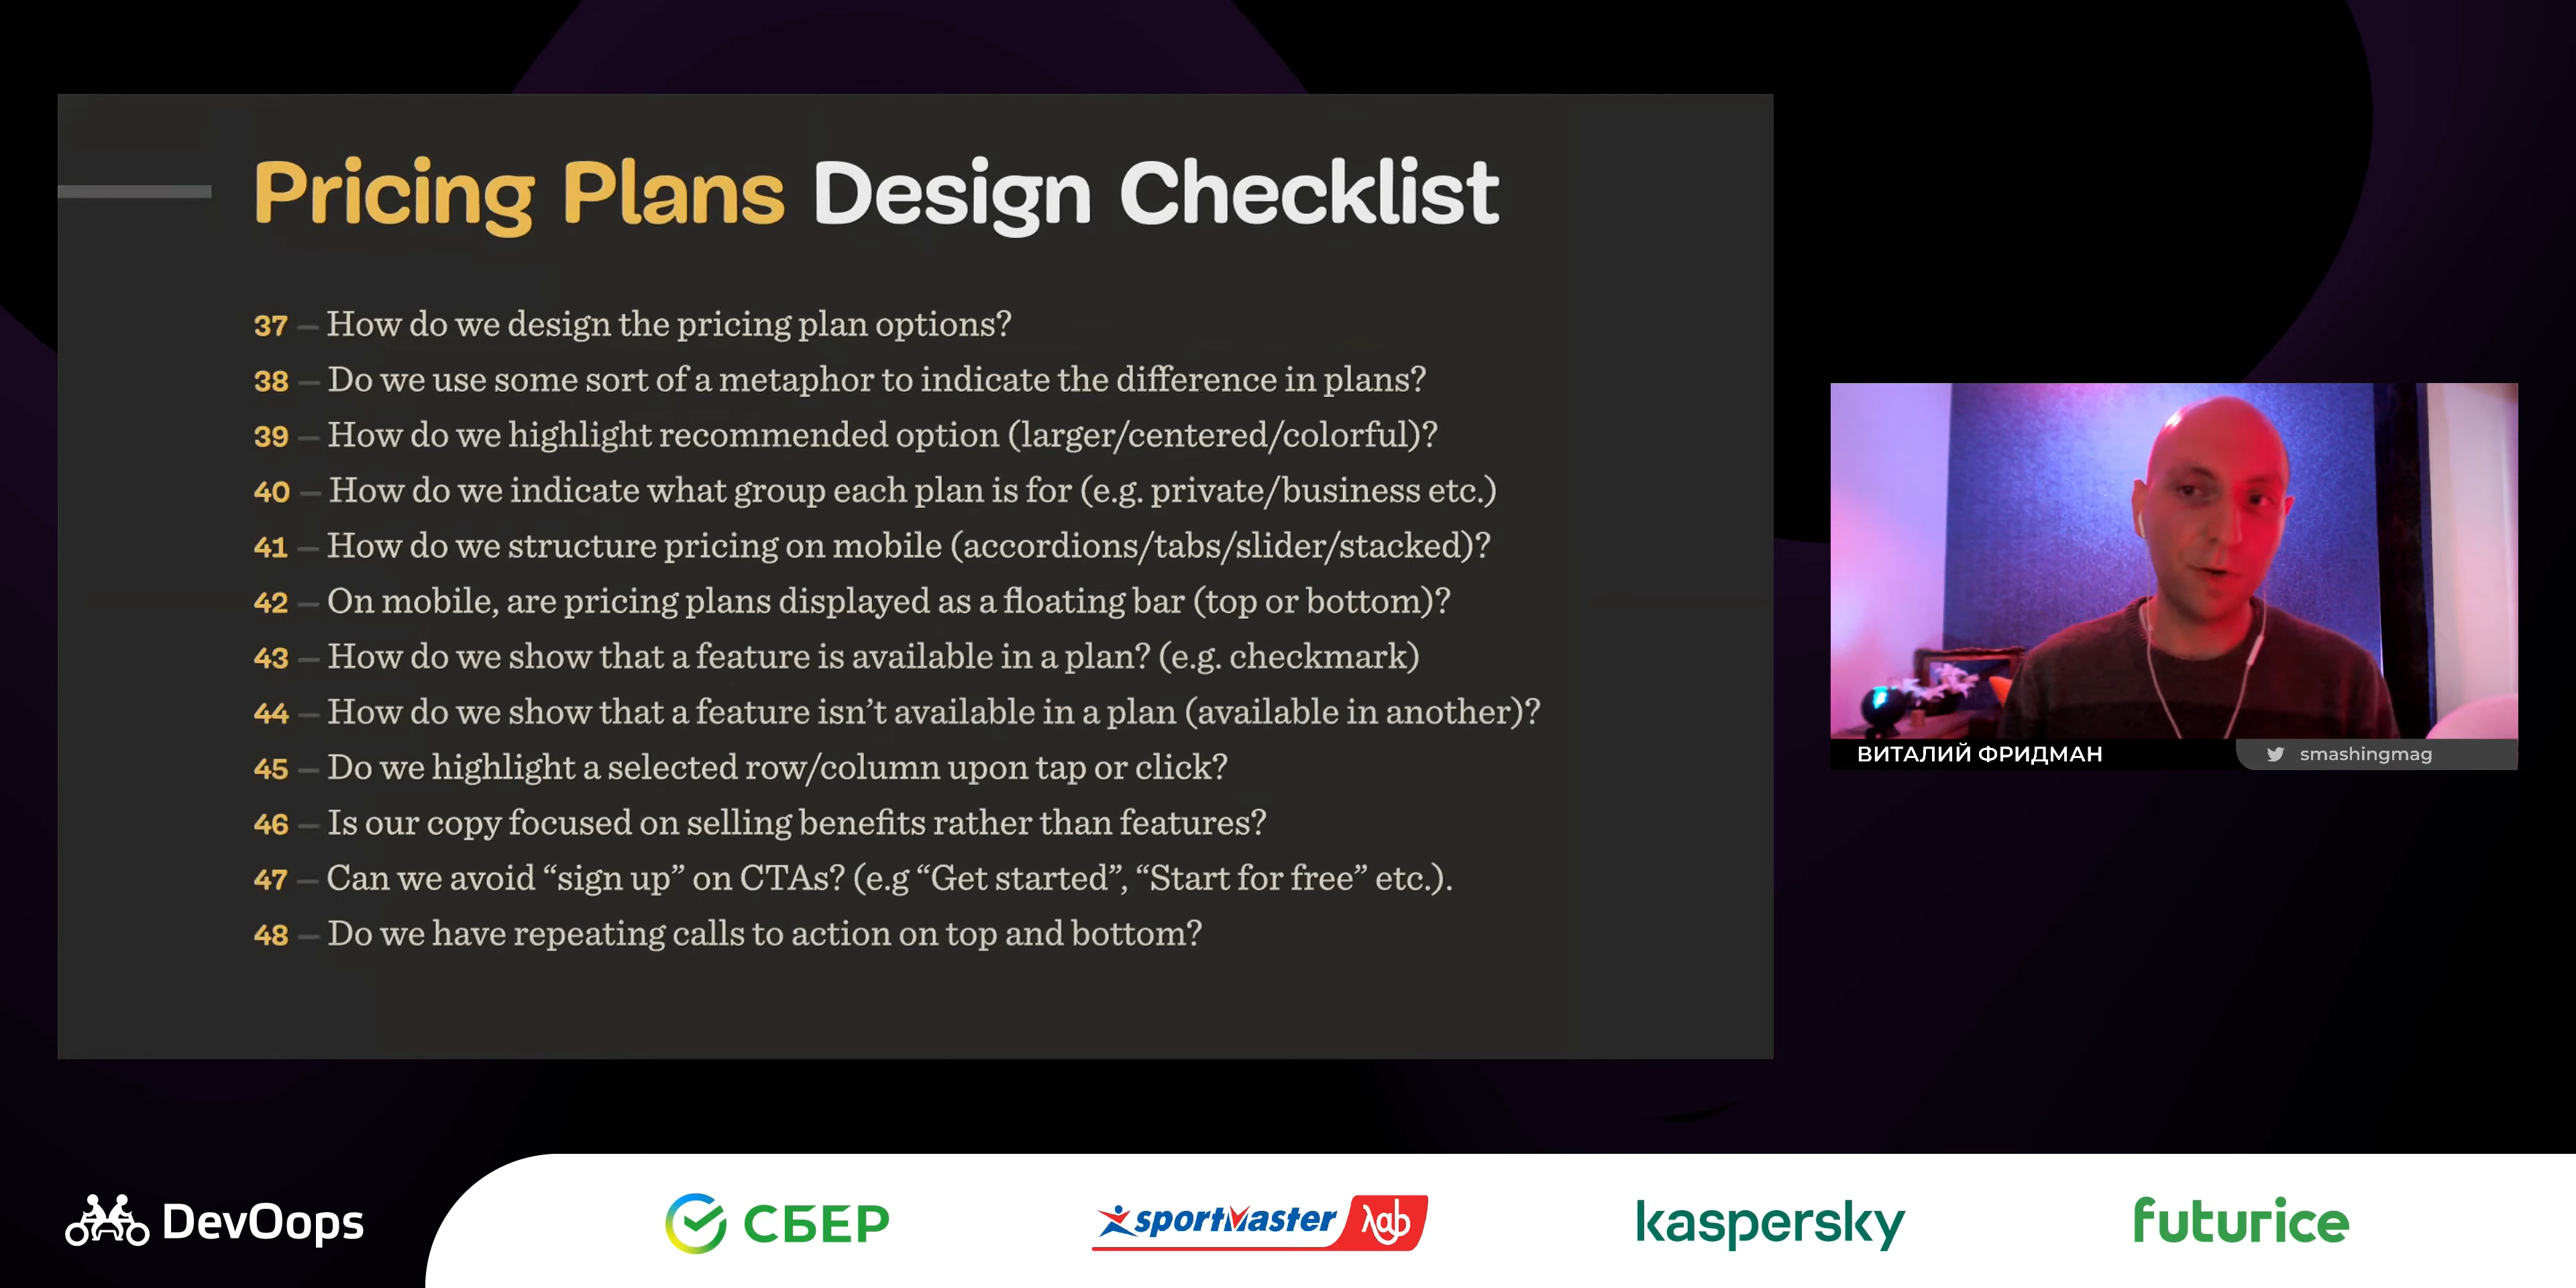 Pricing Plans Design Checklist
37 — How do we design the pricing plan options?
38 — Do we use some sort of a metaphor to indicate the difference in plans?
39 — How do we highlight recommended option (larger/centered/colorful)?
40 — How do we indicate what group each plan is for (e.g. private/business etc.)
41 — How do we structure pricing on mobile (accordions/tabs/slider/stacked)?
42 — On mobile, are pricing plans displayed as a floating bar (top or bottom)?
43 — How do we show that a feature is available in a plan? (e.g. checkmark)
44 — How do we show that a feature isn’t available in a plan (available in another)?
45 — Do we highlight a selected row/column upon tap or click?
46 — Is our copy focused on selling benefits rather than features?
47 — Can we avoid “sign up” on CTAs? (e.g “Get started”, “Start for free” etc.).
48 — Do we have repeating calls to action on top and bottom?
ВИТАЛИЙ ФРИДМАН
smashingmag
DevOops
СБЕР
sportmaster λab
kaspersky
futurice